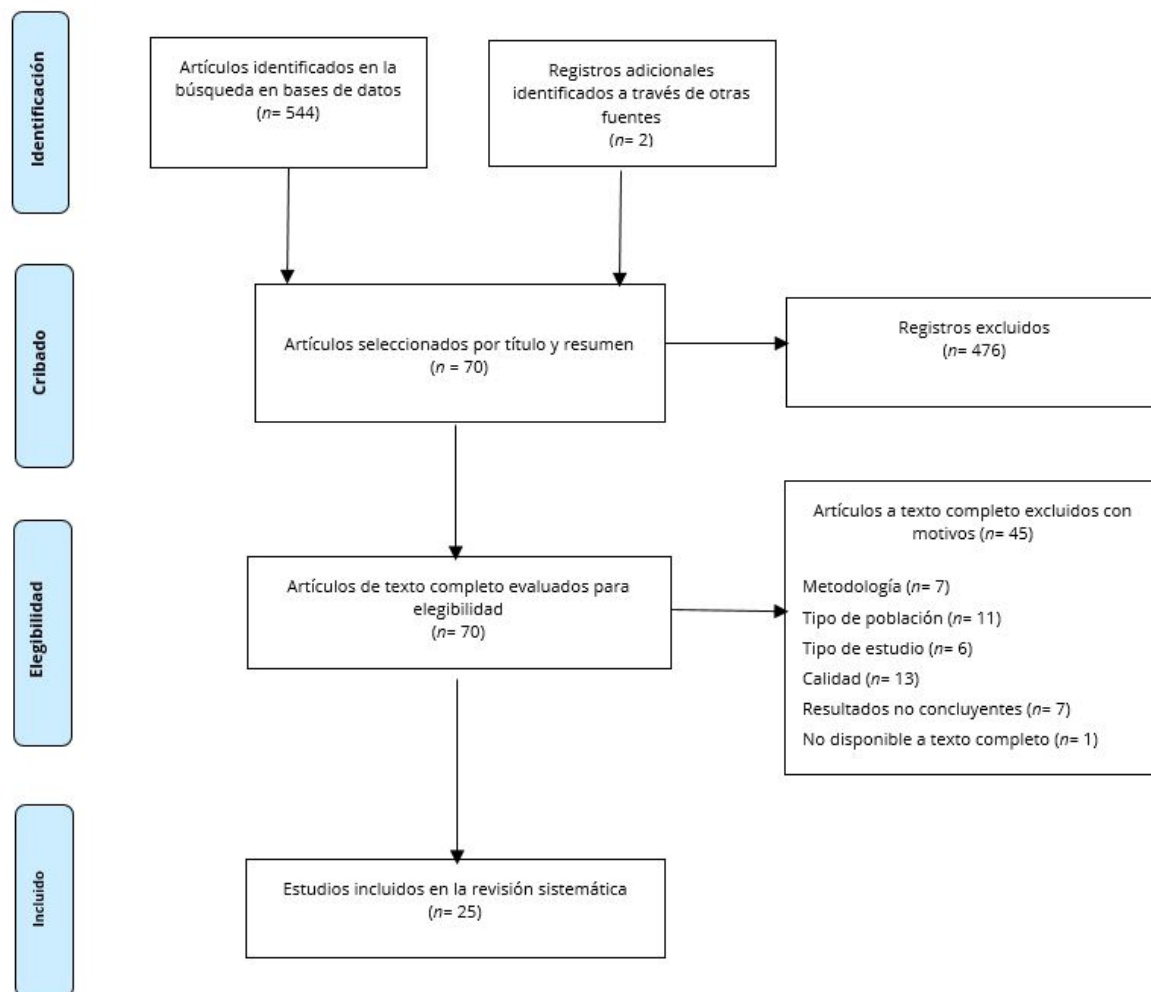 Identificación
Artículos identificados en la
búsqueda en bases de datos
(n= 544)
Registros adicionales
identificados a través de otras
fuentes
(n= 2)
Cribado
Artículos seleccionados por título y resumen
(n = 70)
Registros excluidos
(n= 476)
Elegibilidad
Artículos de texto completo evaluados para
elegibilidad
(n= 70)
Artículos a texto completo excluidos con
motivos (n= 45)
Metodología (n= 7)
Tipo de población (n= 11)
Tipo de estudio (n= 6)
Calidad (n= 13)
Resultados no concluyentes (n= 7)
No disponible a texto completo (n= 1)
Incluido
Estudios incluidos en la revisión sistemática
(n= 25)